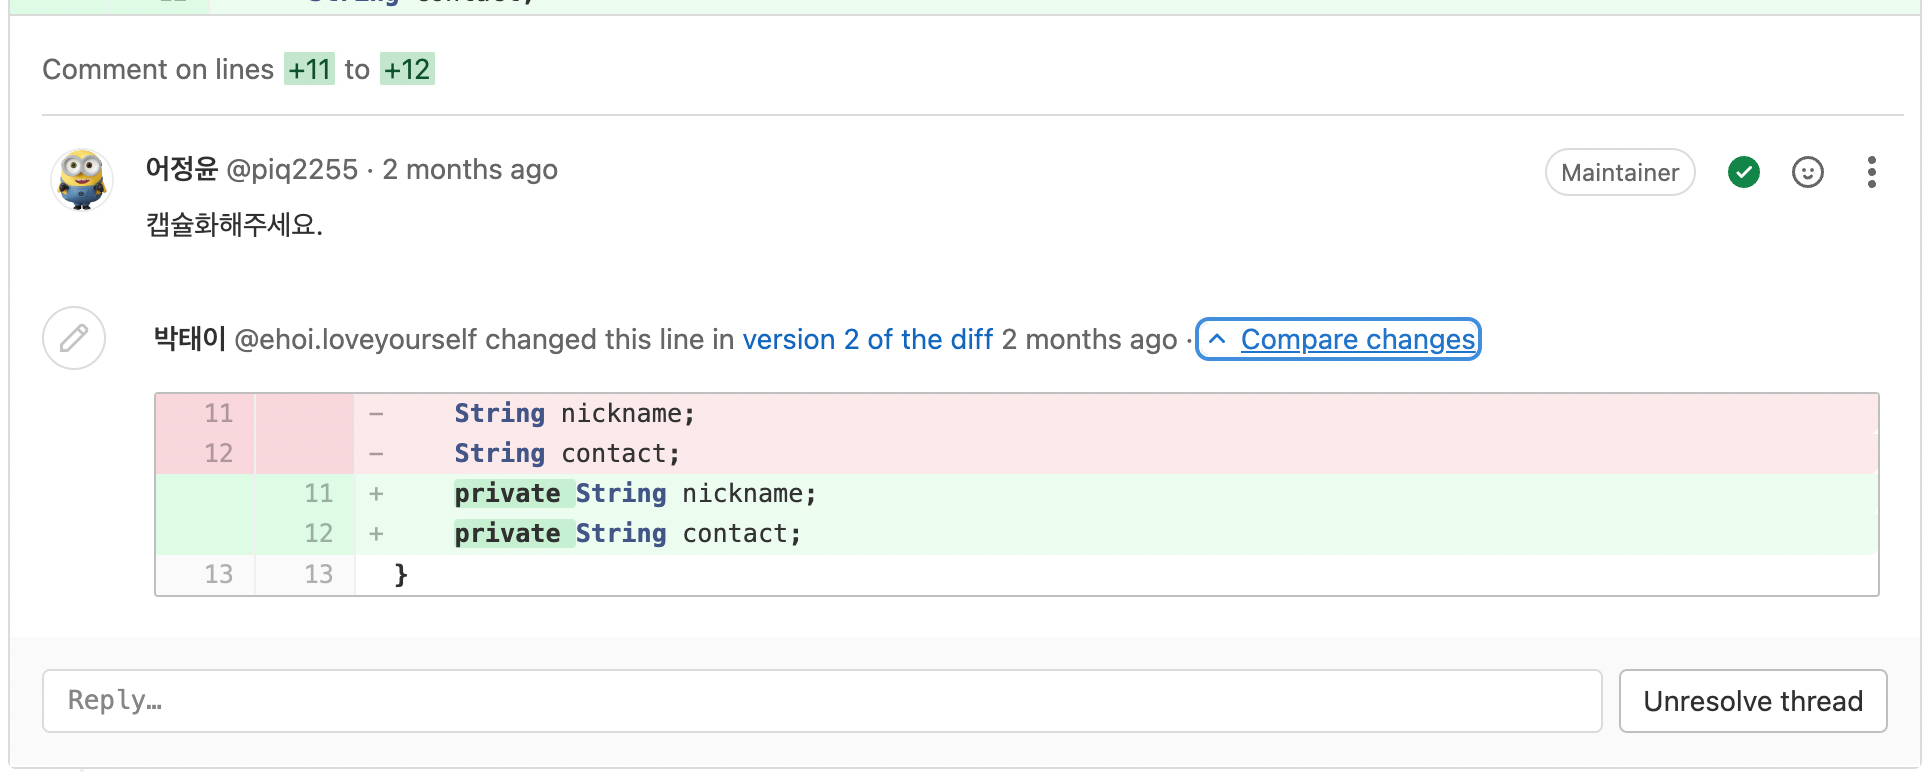 String contact;
Comment on lines +11 to +12
어정윤 @piq2255 · 2 months ago
Maintainer
캡슐화해주세요.
박태이 @ehoi.loveyourself changed this line in version 2 of the diff 2 months ago · Compare changes
11 − String nickname;
12 − String contact;
11 + private String nickname;
12 + private String contact;
13 13 }
Reply…
Unresolve thread